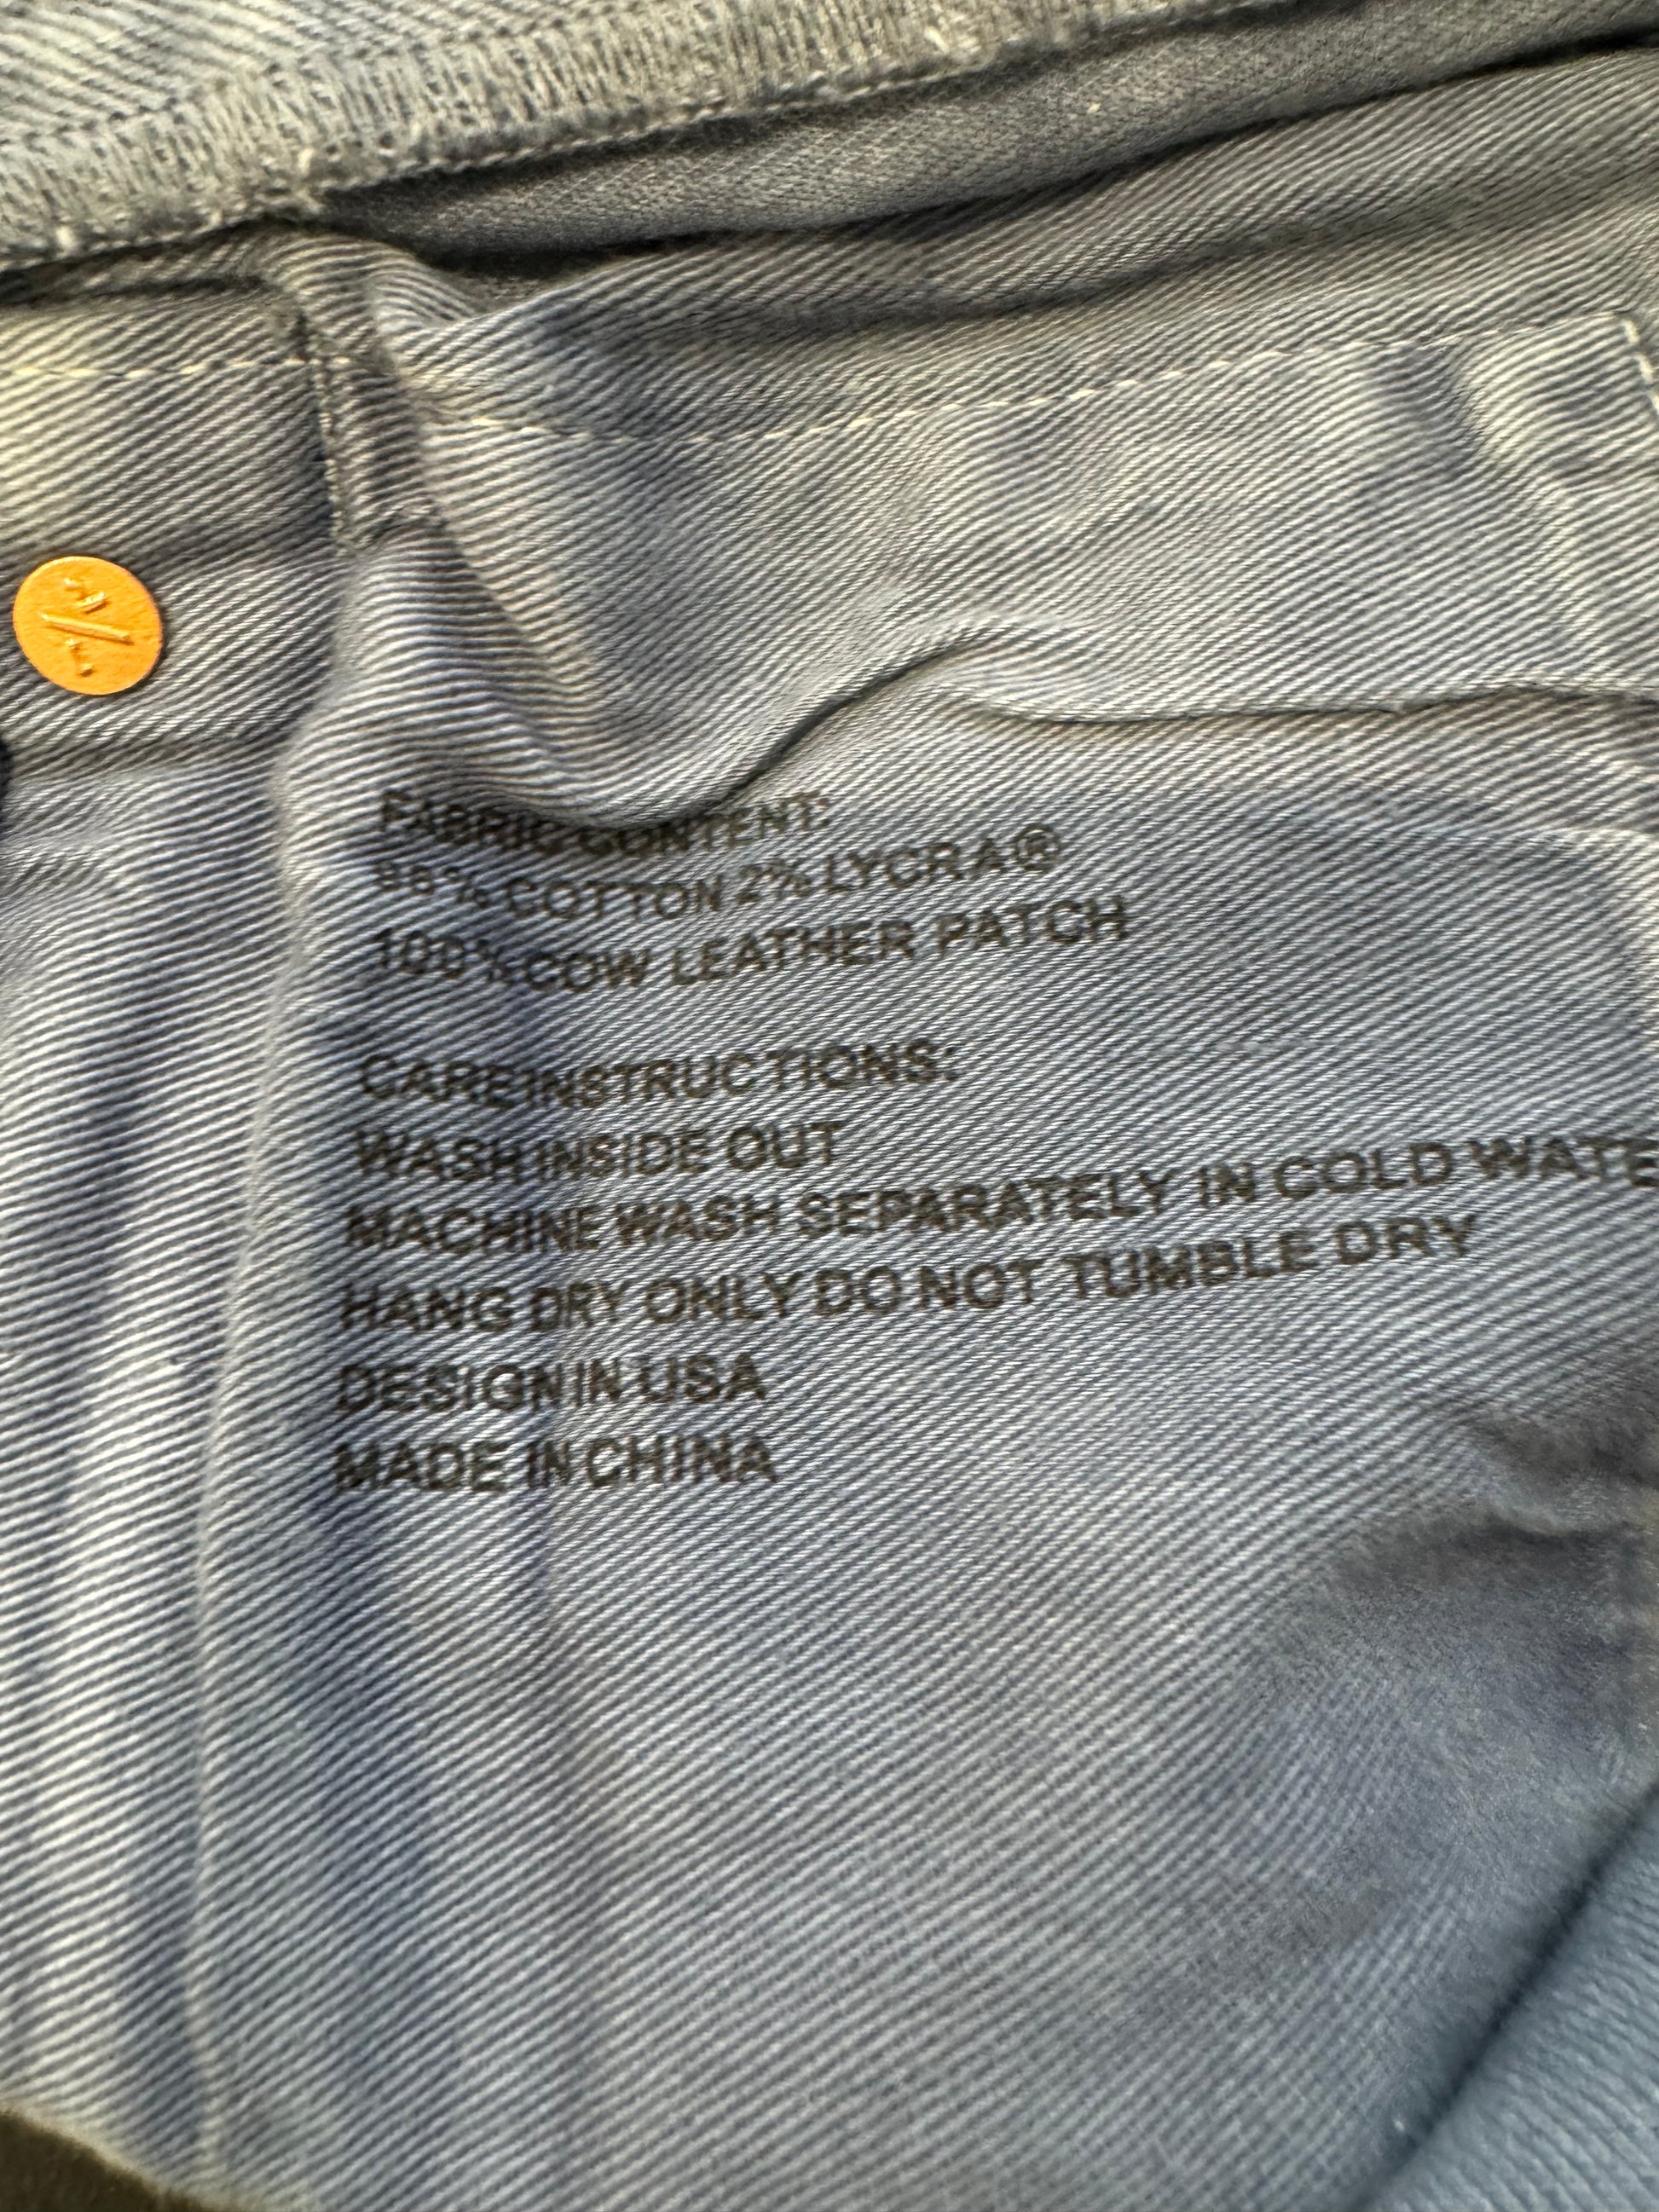 FABRIC CONTENT:
98% COTTON 2% LYCRA®
100% COW LEATHER PATCH
CARE INSTRUCTIONS:
WASH INSIDE OUT
MACHINE WASH SEPARATELY IN COLD WATE
HANG DRY ONLY DO NOT TUMBLE DRY
DESIGN IN USA
MADE IN CHINA